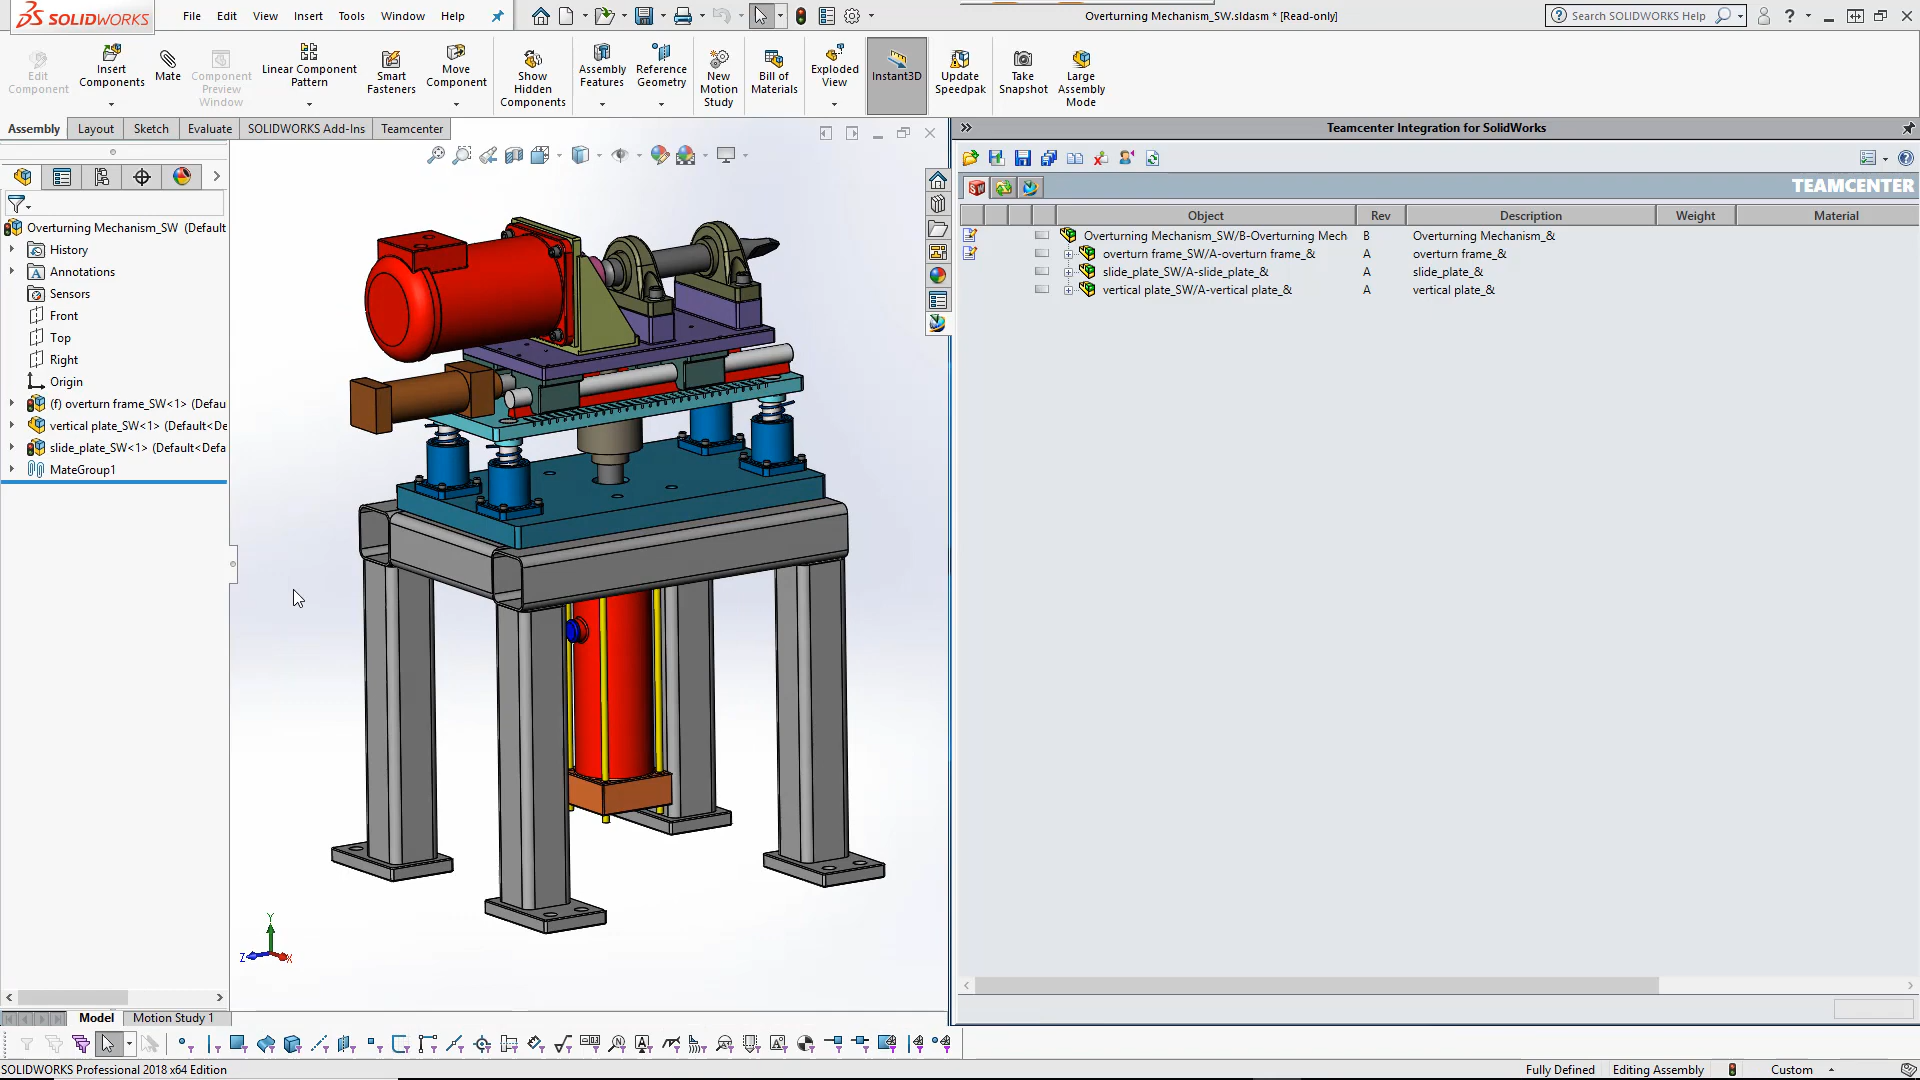 SOLIDWORKS File Edit View Insert Tools Window Help Overturning Mechanism_SW.sldasm * [Read-only] Search SOLIDWORKS Help ?
Edit Component
Insert Components
Mate
Component Preview Window
Linear Component Pattern
Smart Fasteners
Move Component
Show Hidden Components
Assembly Features
Reference Geometry
New Motion Study
Bill of Materials
Exploded View
Instant3D
Update Speedpak
Take Snapshot
Large Assembly Mode
Assembly Layout Sketch Evaluate SOLIDWORKS Add-Ins Teamcenter
Overturning Mechanism_SW (Default
History
Annotations
Sensors
Front
Top
Right
Origin
(f) overturn frame_SW<1> (Defau
vertical plate_SW<1> (Default<De
slide_plate_SW<1> (Default<Defa
MateGroup1
Y
Z
X
Teamcenter Integration for SolidWorks
TEAMCENTER
Object Rev Description Weight Material
Overturning Mechanism_SW/B-Overturning Mech B Overturning Mechanism_&
overturn frame_SW/A-overturn frame_& A overturn frame_&
slide_plate_SW/A-slide_plate_& A slide_plate_&
vertical plate_SW/A-vertical plate_& A vertical plate_&
Model Motion Study 1
SOLIDWORKS Professional 2018 x64 Edition Fully Defined Editing Assembly Custom